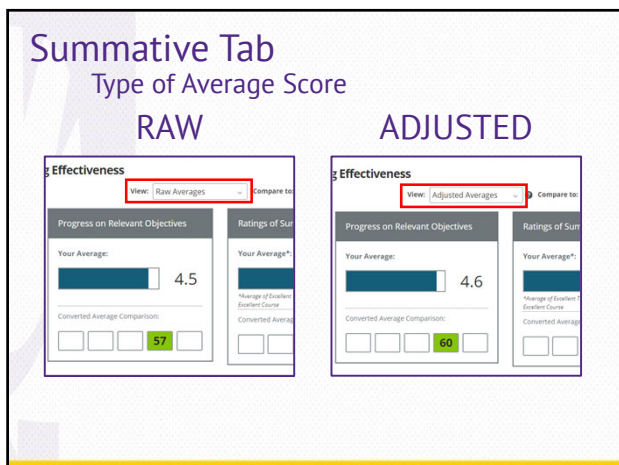 Summative Tab
Type of Average Score
RAW
ADJUSTED
g Effectiveness
View: Raw Averages
Compare to:
Progress on Relevant Objectives
Your Average:
4.5
Converted Average Comparison:
57
Ratings of Sum
Your Average*:
*Average of Excellent T
Excellent Course
Converted Averag
g Effectiveness
View: Adjusted Averages
? Compare to:
Progress on Relevant Objectives
Your Average:
4.6
Converted Average Comparison:
60
Ratings of Sum
Your Average*:
*Average of Excellent T
Excellent Course
Converted Average